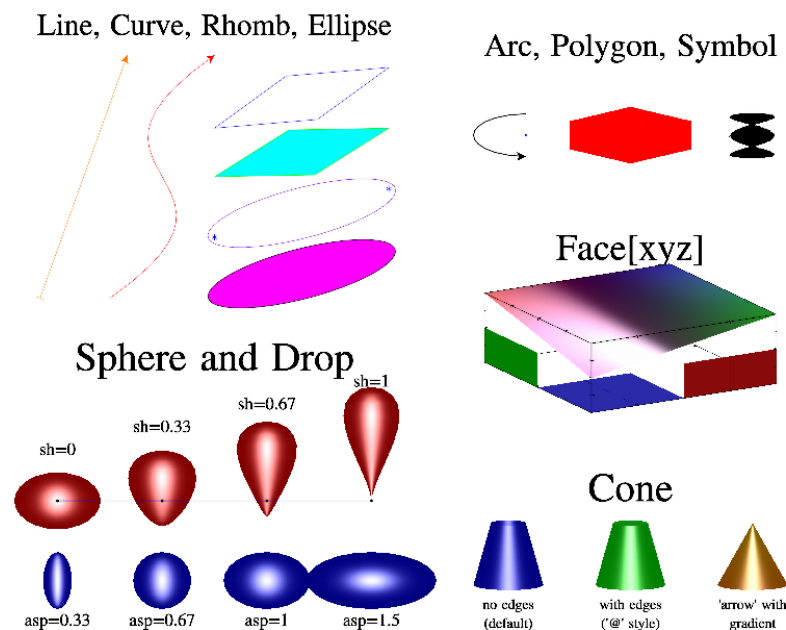 Line, Curve, Rhomb, Ellipse
Arc, Polygon, Symbol
Face[xyz]
Sphere and Drop
sh=0
sh=0.33
sh=0.67
sh=1
asp=0.33
asp=0.67
asp=1
asp=1.5
Cone
no edges
(default)
with edges
('@' style)
'arrow' with
gradient